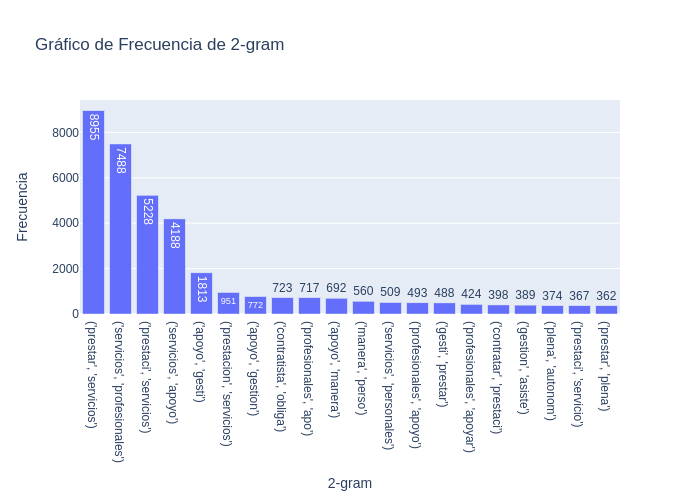 Gráfico de Frecuencia de 2-gram
Frecuencia
8000
6000
4000
2000
0
8955
7488
5228
4188
1813
951
772
723
717
692
560
509
493
488
424
398
389
374
367
362
('prestar', 'servicios')
('servicios', 'profesionales')
('prestaci', 'servicios')
('servicios', 'apoyo')
('apoyo', 'gesti')
('prestacion', 'servicios')
('apoyo', 'gestion')
('contratista', 'obliga')
('profesionales', 'apo')
('apoyo', 'manera')
('manera', 'perso')
('servicios', 'personales')
('profesionales', 'apoyo')
('gesti', 'prestar')
('profesionales', 'apoyar')
('contratar', 'prestaci')
('gestion', 'asiste')
('plena', 'autonom')
('prestaci', 'servicio')
('prestar', 'plena')
2-gram